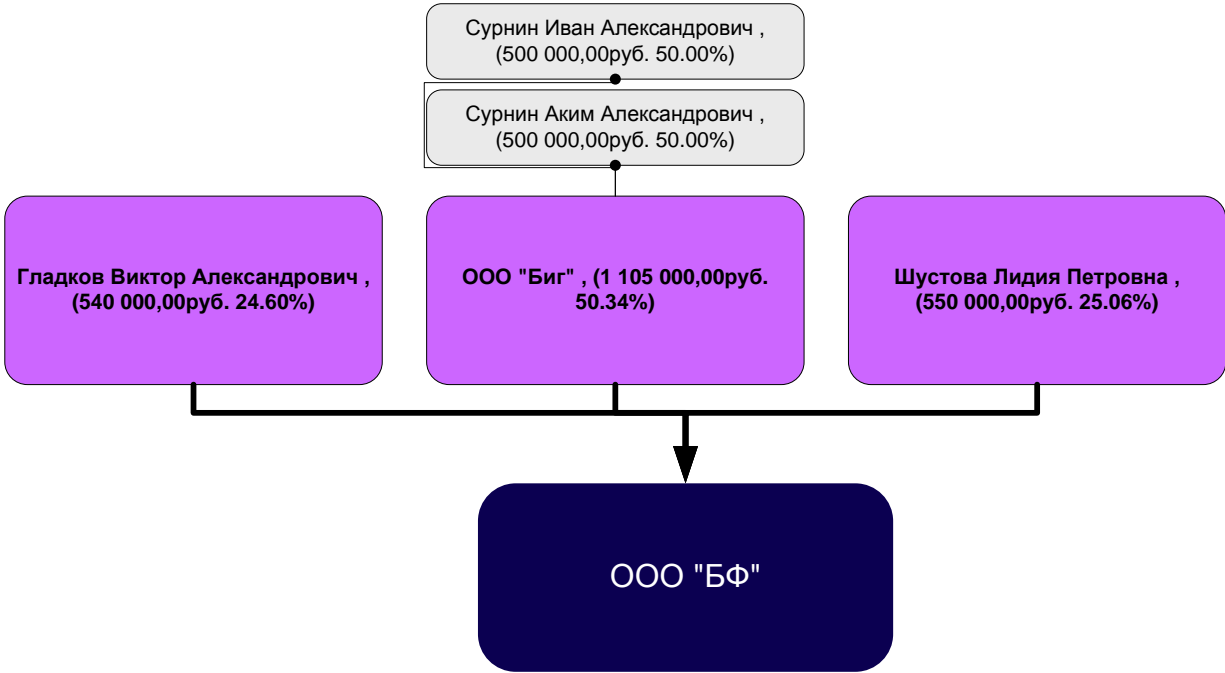 Сурнин Иван Александрович ,
(500 000,00руб. 50.00%)
Сурнин Аким Александрович ,
(500 000,00руб. 50.00%)
Гладков Виктор Александрович ,
(540 000,00руб. 24.60%)
ООО "Биг" , (1 105 000,00руб.
50.34%)
Шустова Лидия Петровна ,
(550 000,00руб. 25.06%)
ООО "БФ"